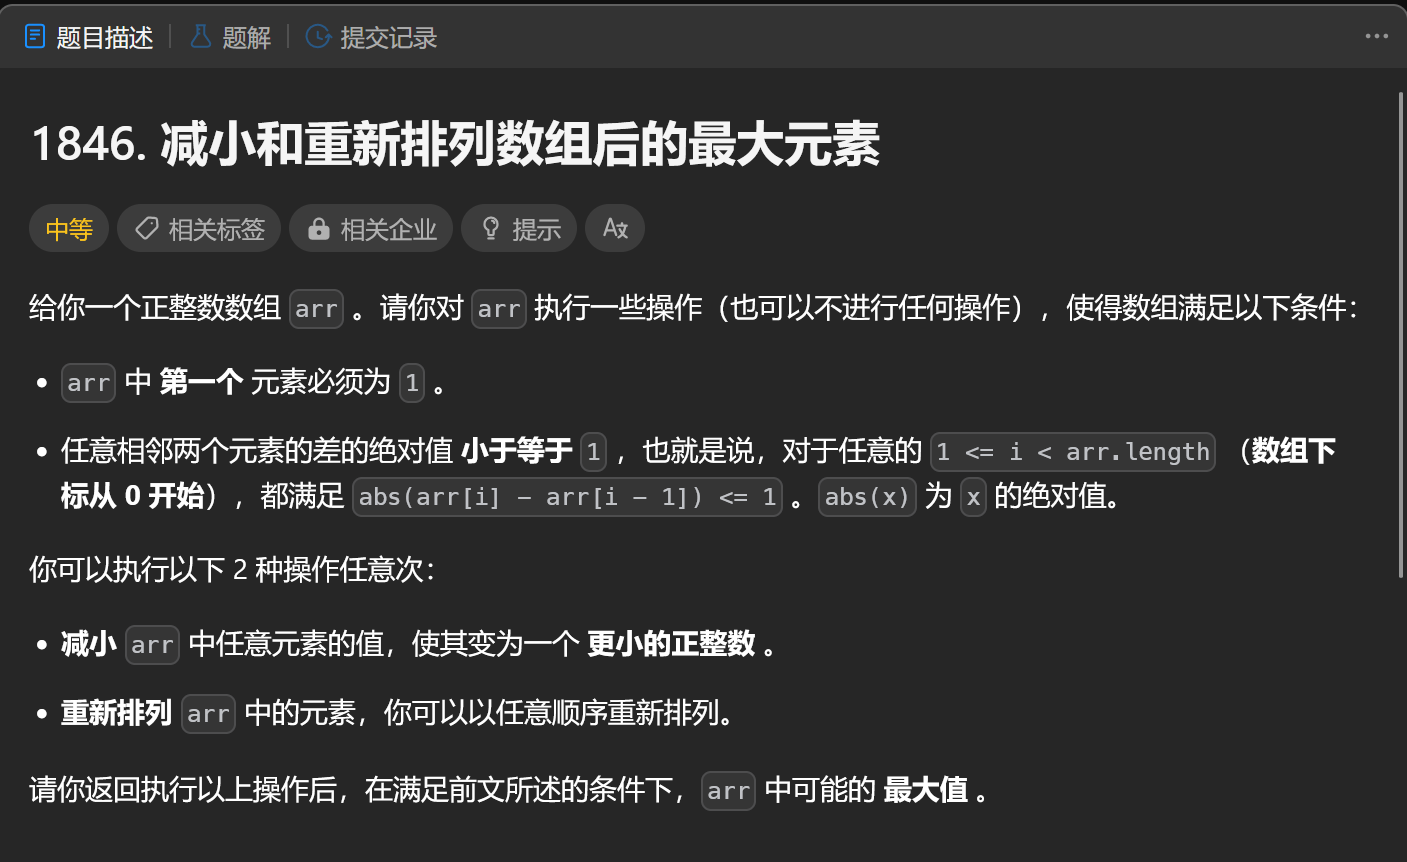 题目描述 | 题解 | 提交记录
1846. 减小和重新排列数组后的最大元素
中等 相关标签 相关企业 提示 A文
给你一个正整数数组 arr 。请你对 arr 执行一些操作（也可以不进行任何操作），使得数组满足以下条件：
• arr 中 第一个 元素必须为 1 。
• 任意相邻两个元素的差的绝对值 小于等于 1 ，也就是说，对于任意的 1 <= i < arr.length （数组下
标从 0 开始），都满足 abs(arr[i] - arr[i - 1]) <= 1 。abs(x) 为 x 的绝对值。
你可以执行以下 2 种操作任意次：
• 减小 arr 中任意元素的值，使其变为一个 更小的正整数 。
• 重新排列 arr 中的元素，你可以以任意顺序重新排列。
请你返回执行以上操作后，在满足前文所述的条件下，arr 中可能的 最大值 。